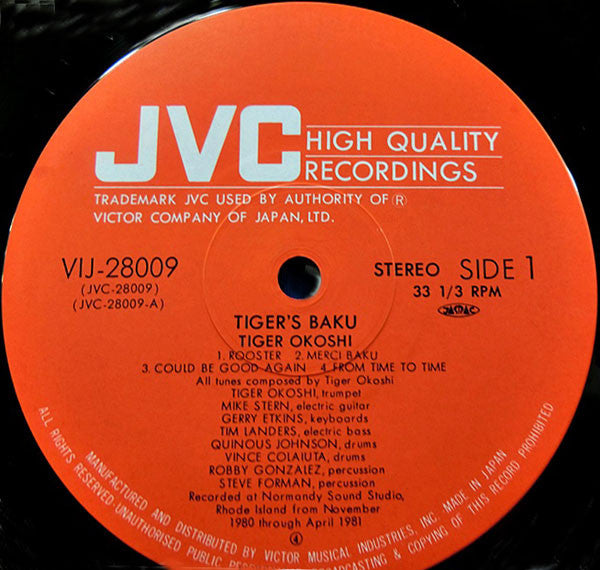 JVC HIGH QUALITY
RECORDINGS
TRADEMARK JVC USED BY AUTHORITY OF Ⓡ
VICTOR COMPANY OF JAPAN, LTD.
VIJ-28009
(JVC-28009)
(JVC-28009-A)
STEREO SIDE 1
33 1/3 RPM
JASRAC
TIGER'S BAKU
TIGER OKOSHI
1. ROOSTER 2. MERCI BAKU
3. COULD BE GOOD AGAIN 4. FROM TIME TO TIME
All tunes composed by Tiger Okoshi
TIGER OKOSHI, trumpet
MIKE STERN, electric guitar
GERRY ETKINS, keyboards
TIM LANDERS, electric bass
QUINOUS JOHNSON, drums
VINCE COLAIUTA, drums
ROBBY GONZALEZ, percussion
STEVE FORMAN, percussion
Recorded at Normandy Sound Studio,
Rhode Island from November
1980 through April 1981
④
MANUFACTURED AND DISTRIBUTED BY VICTOR MUSICAL INDUSTRIES, INC. MADE IN JAPAN
ALL RIGHTS RESERVED·UNAUTHORISED PUBLIC BROADCASTING & COPYING OF THIS RECORD PROHIBITED